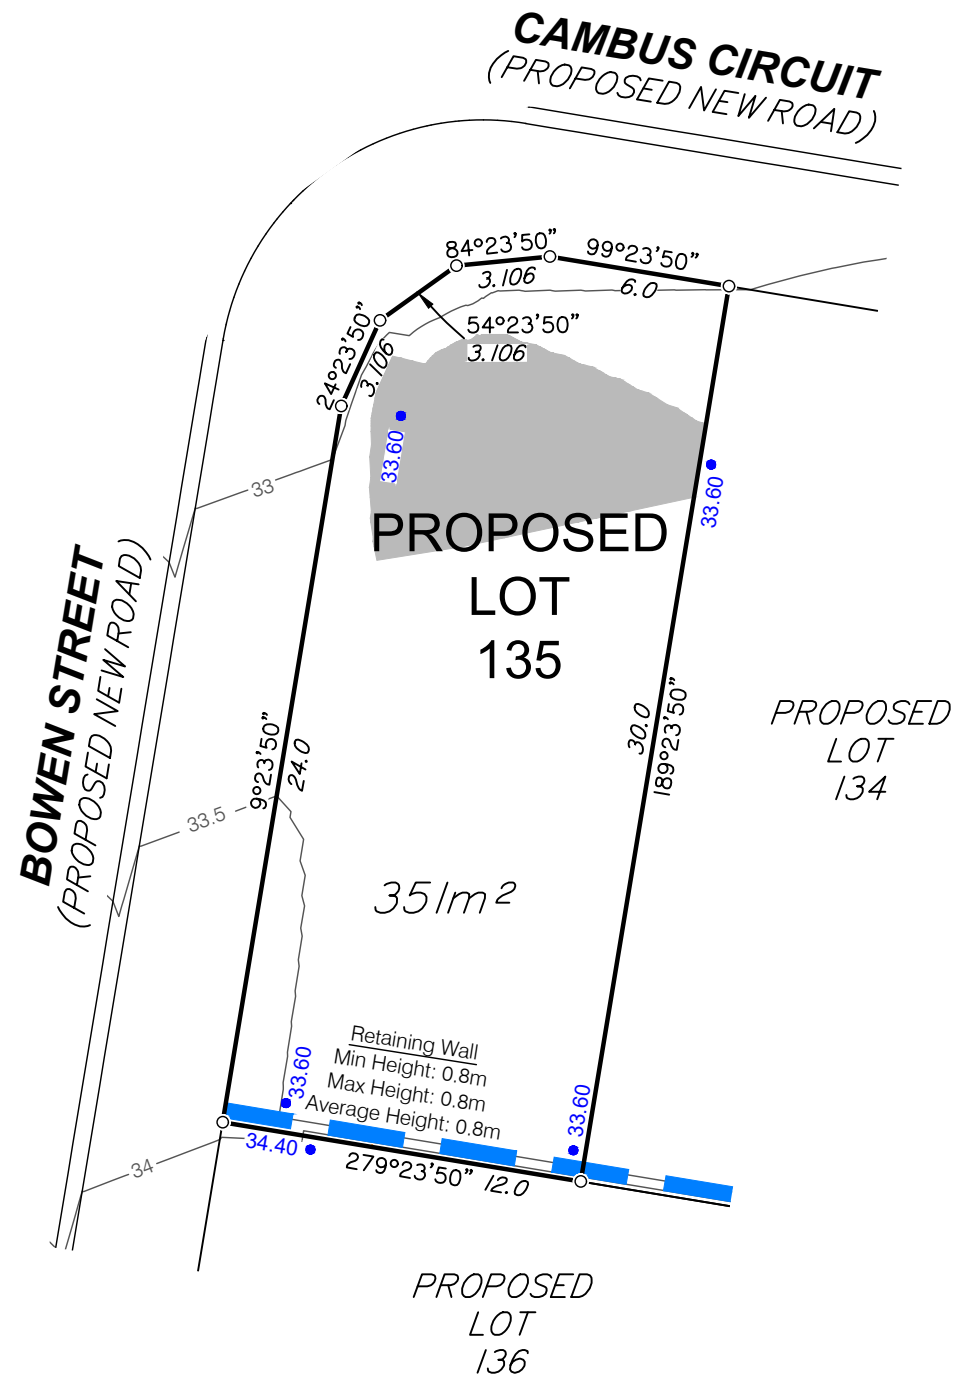 CAMBUS CIRCUIT
(PROPOSED NEW ROAD)
84°23'50"
3.106
99°23'50"
6.0
54°23'50"
3.106
24°23'50"
3.106
33.60
33.60
33
PROPOSED
LOT
135
BOWEN STREET
(PROPOSED NEW ROAD)
9°23'50"
24.0
30.0
189°23'50"
PROPOSED
LOT
134
33.5
351m²
Retaining Wall
Min Height: 0.8m
Max Height: 0.8m
Average Height: 0.8m
33.60
33.60
34.40
34
279°23'50" 12.0
PROPOSED
LOT
136